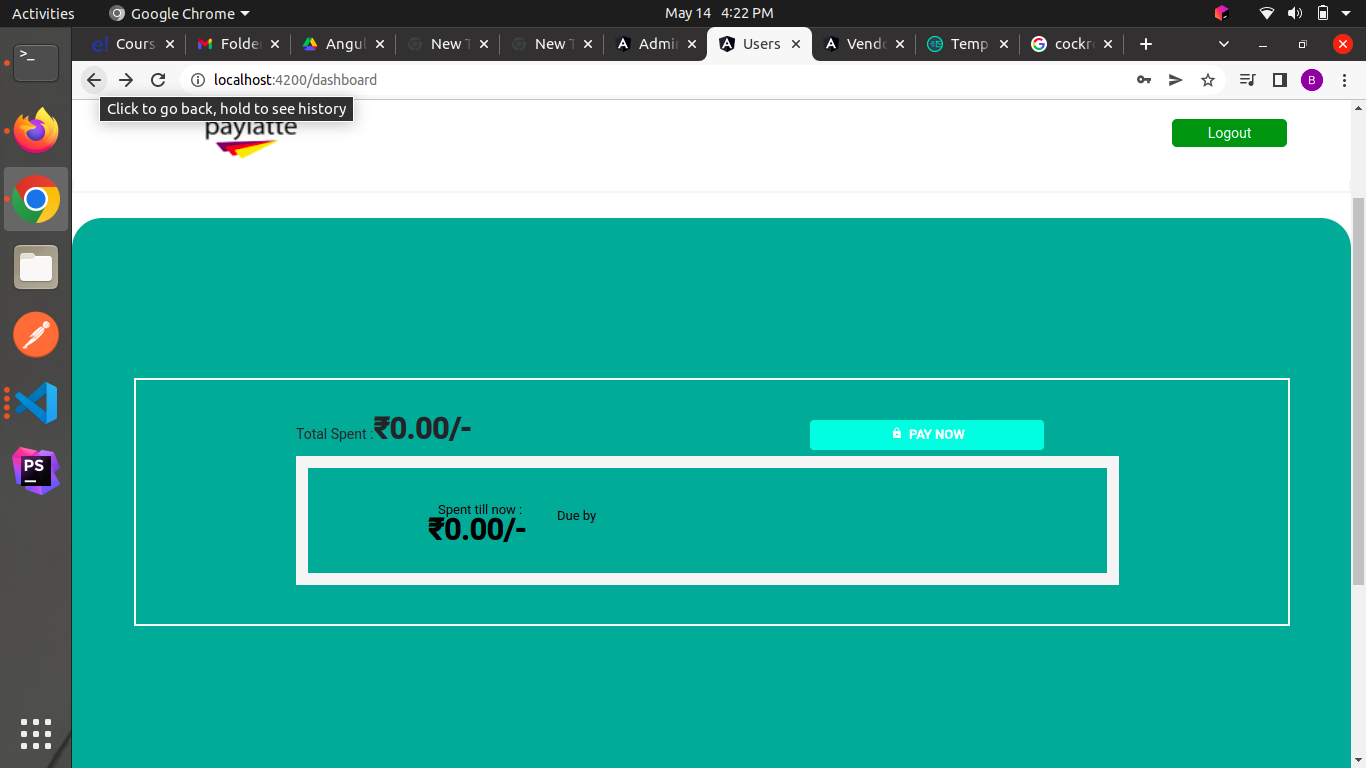 Activities Google Chrome May 14 4:22 PM
>_ e! Cours Folder Angul New T New T Admin Users Vendo Temp cockro
localhost:4200/dashboard B
Click to go back, hold to see history
paylatte Logout
Total Spent :₹0.00/- PAY NOW
PS
Spent till now :
₹0.00/-
Due by